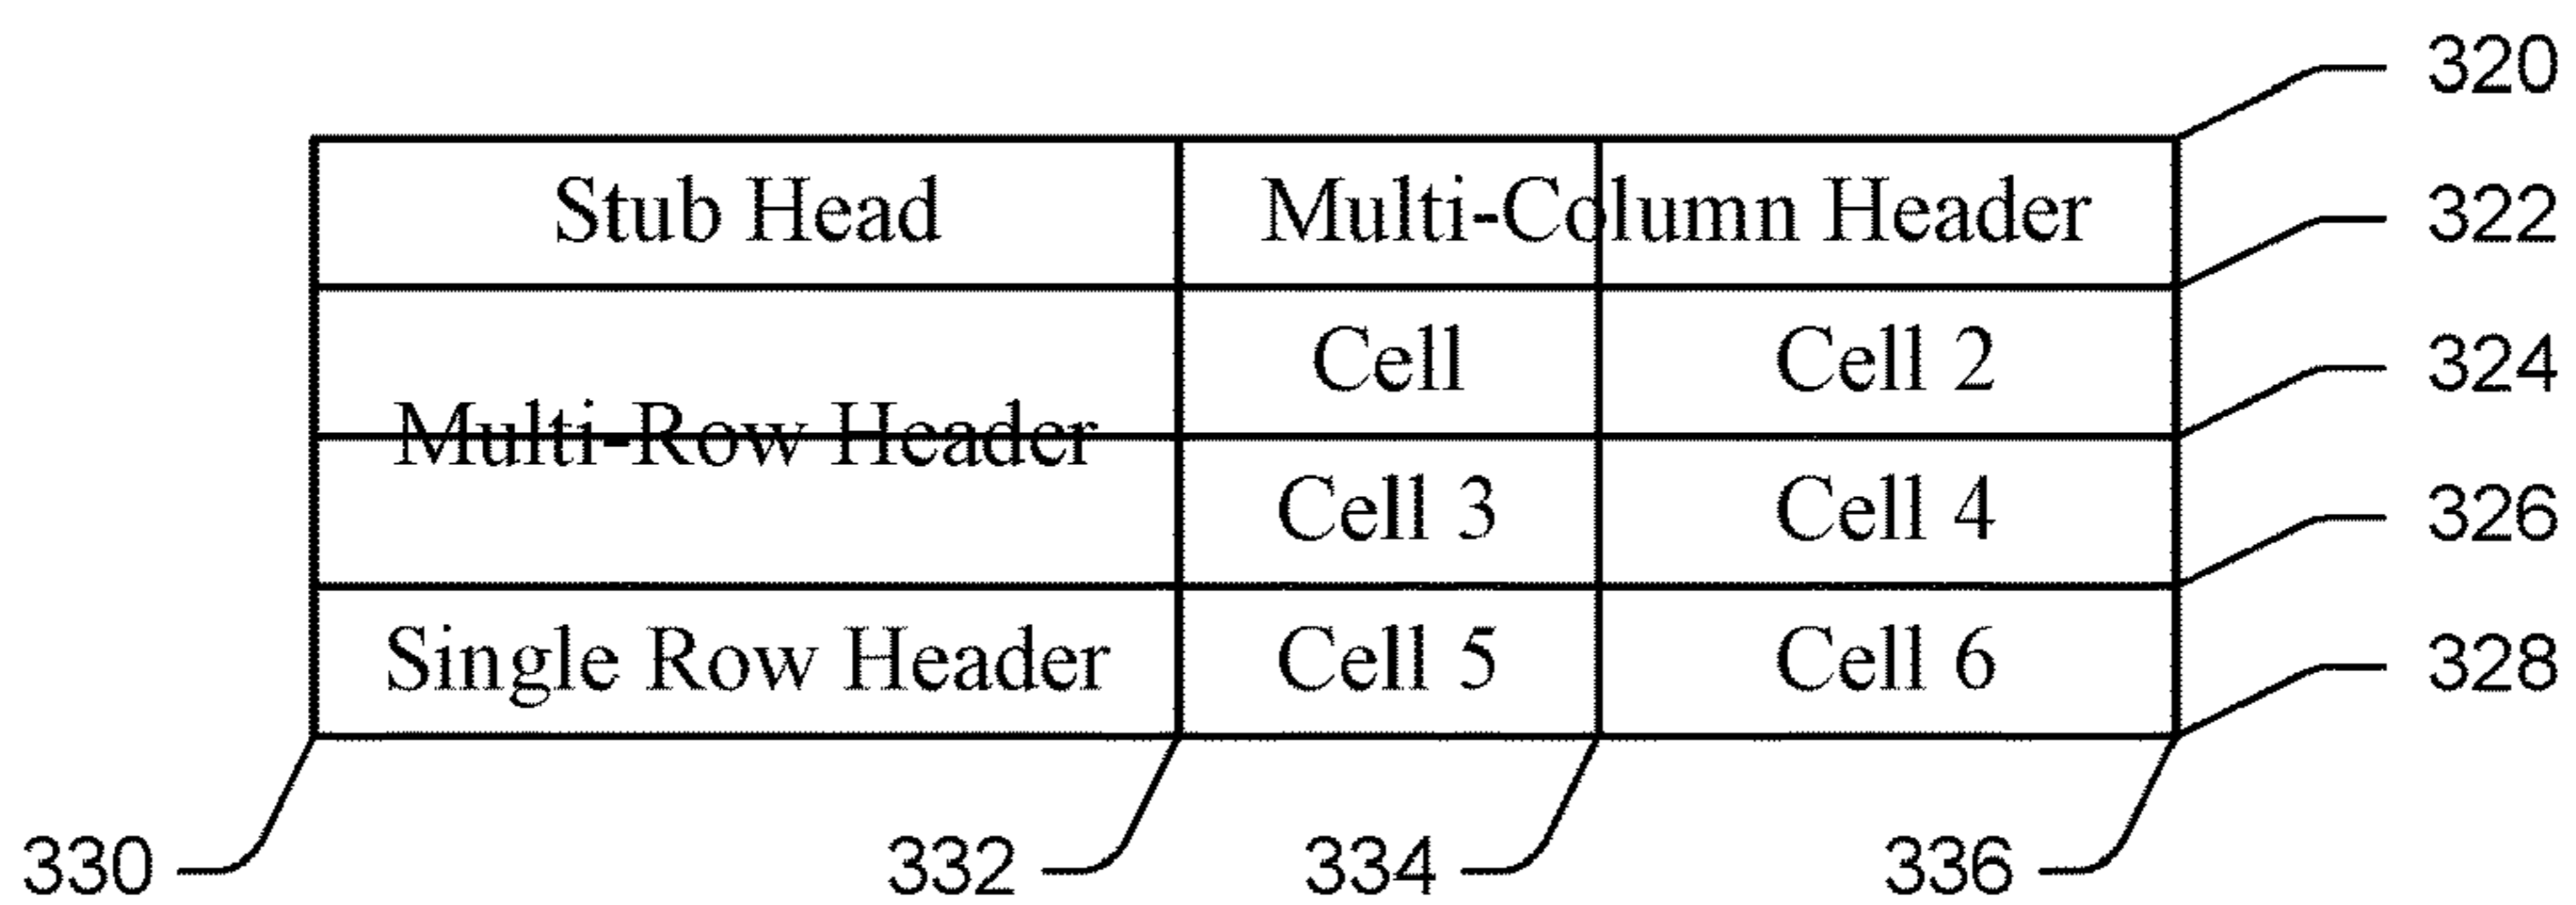 320
Stub Head Multi-Column Header
322
Cell Cell 2
324
Multi-Row Header
Cell 3 Cell 4
326
Single Row Header Cell 5 Cell 6
328
330 332 334 336